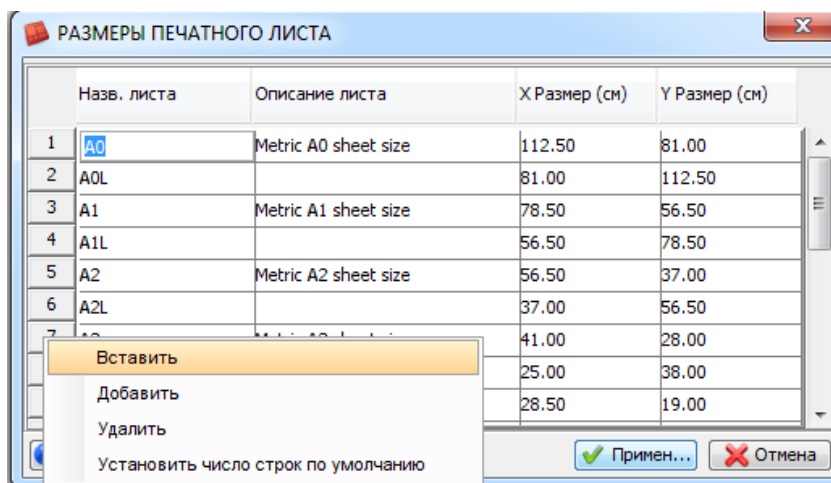 РАЗМЕРЫ ПЕЧАТНОГО ЛИСТА
Назв. листа Описание листа X Размер (см) Y Размер (см)
1 A0 Metric A0 sheet size 112.50 81.00
2 A0L 81.00 112.50
3 A1 Metric A1 sheet size 78.50 56.50
4 A1L 56.50 78.50
5 A2 Metric A2 sheet size 56.50 37.00
6 A2L 37.00 56.50
41.00 28.00
Вставить
25.00 38.00
Добавить
28.50 19.00
Удалить
Установить число строк по умолчанию
Примен... Отмена